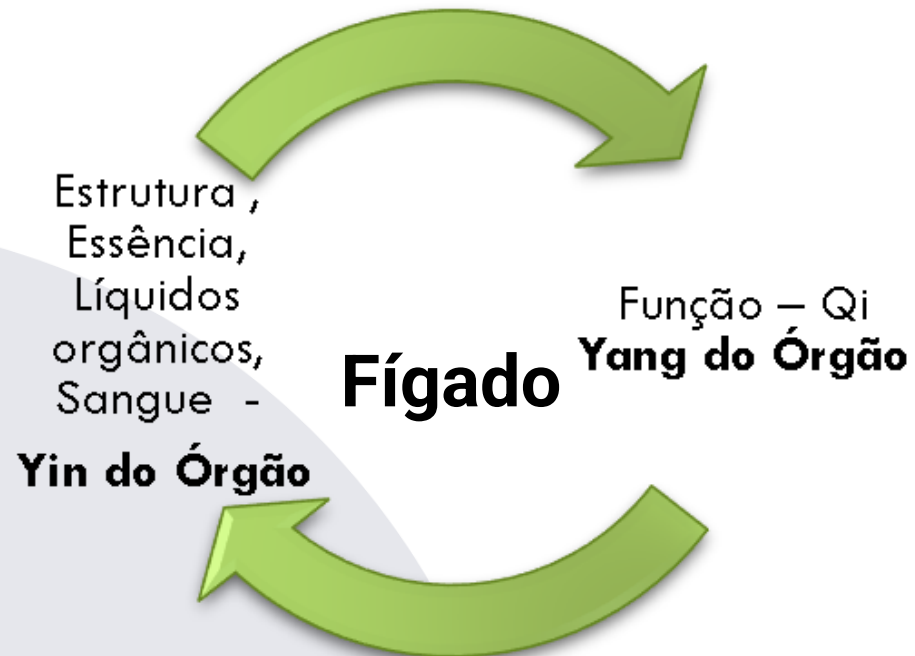 Estrutura ,
Essência,
Líquidos
orgânicos,
Sangue -
Yin do Órgão
Fígado
Função – Qi
Yang do Órgão